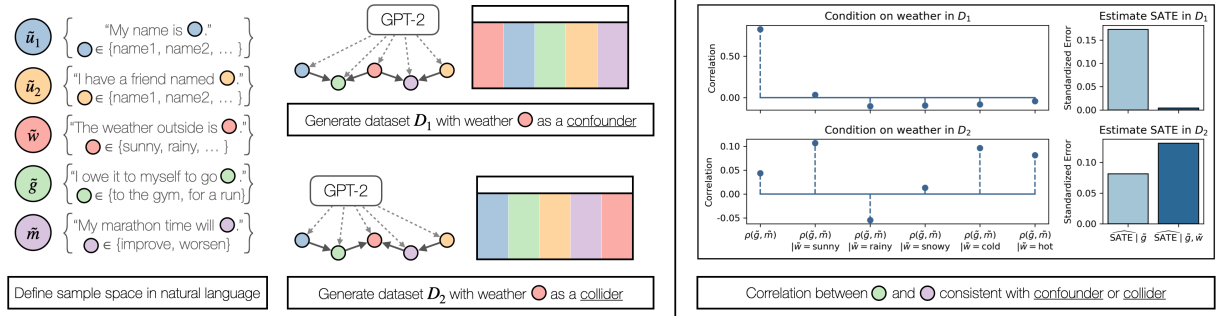 ũ₁
"My name is
."
∈ {name1, name2, … }
ũ₂
"I have a friend named
."
∈ {name1, name2, … }
w̃
"The weather outside is
."
∈ {sunny, rainy, … }
g̃
"I owe it to myself to go
."
∈ {to the gym, for a run}
m̃
"My marathon time will
."
∈ {improve, worsen}
Define sample space in natural language
GPT-2
Generate dataset D₁ with weather as a confounder
GPT-2
Generate dataset D₂ with weather as a collider
Condition on weather in D₁
Correlation
0.50
0.00
Estimate SATE in D₁
Standardized Error
0.15
0.10
0.05
0.00
Condition on weather in D₂
Correlation
0.10
0.05
0.00
-0.05
ρ(g̃, m̃)
ρ(g̃, m̃)
|w̃ = sunny
ρ(g̃, m̃)
|w̃ = rainy
ρ(g̃, m̃)
|w̃ = snowy
ρ(g̃, m̃)
|w̃ = cold
ρ(g̃, m̃)
|w̃ = hot
Estimate SATE in D₂
Standardized Error
0.10
0.05
0.00
SATE | g̃
SATE | g̃, w̃
Correlation between and consistent with confounder or collider